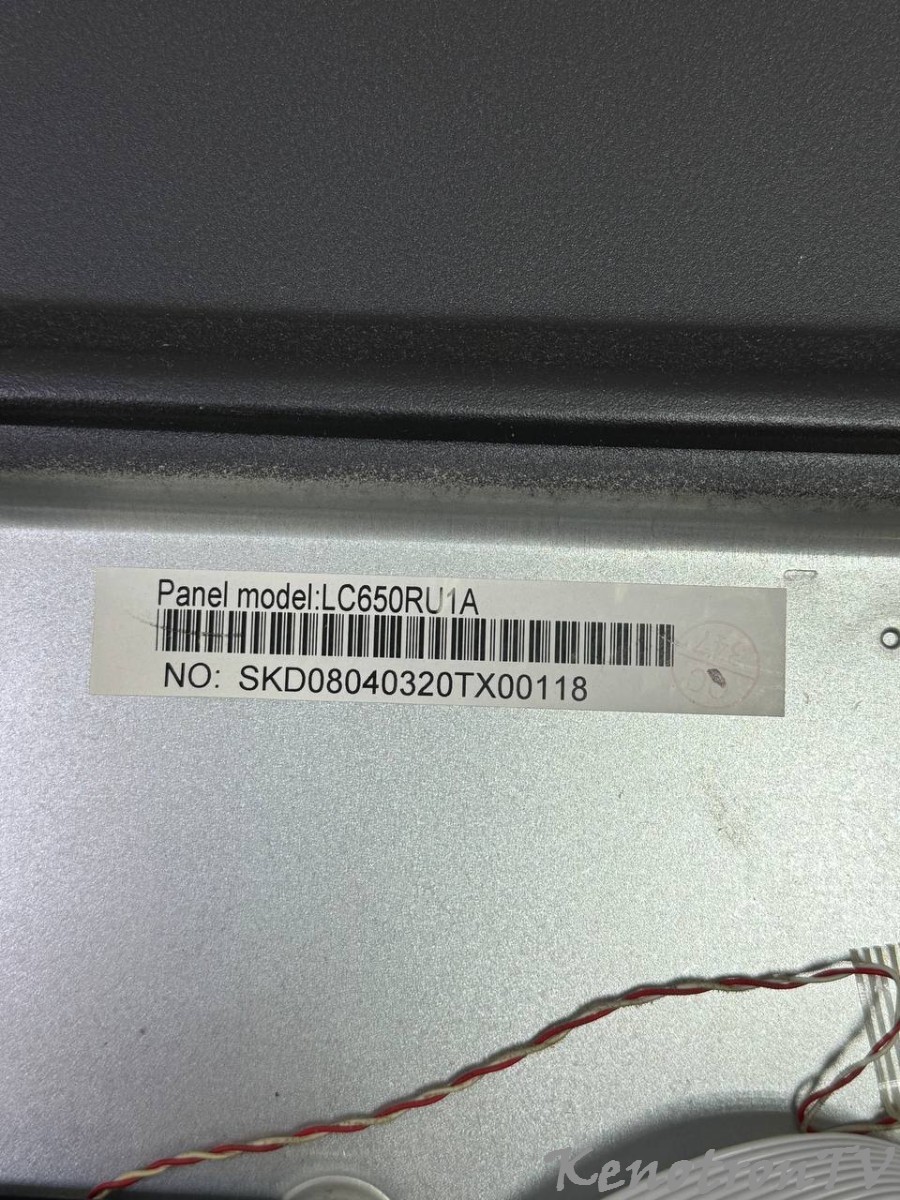 Panel model:LC650RU1A
NO: SKD08040320TX00118
KenotronTV